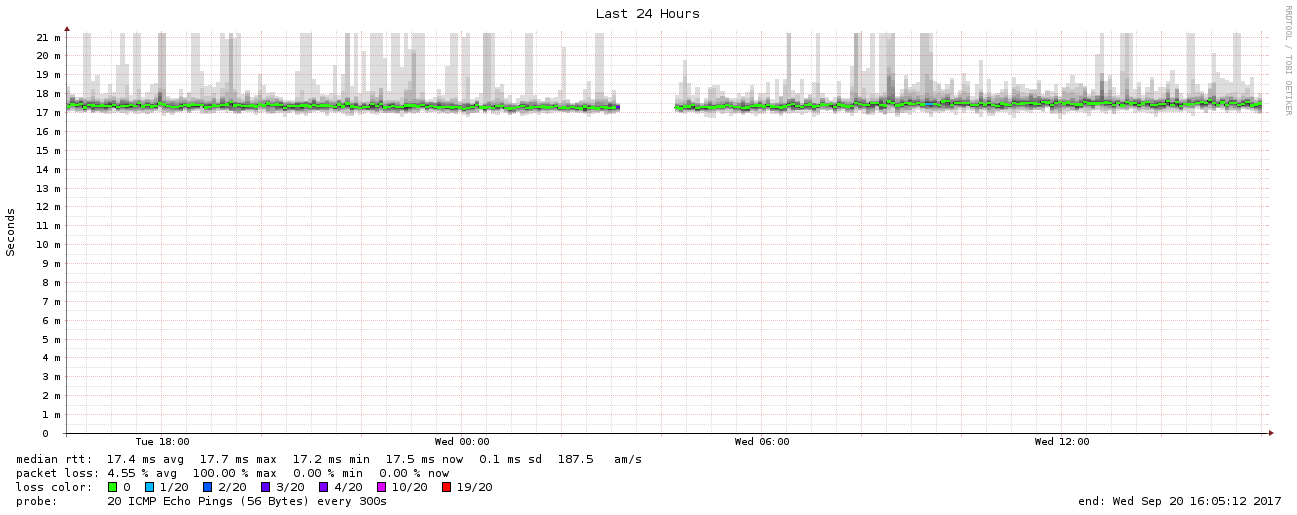 Last 24 Hours
RRDTOOL / TOBI OETIKER
21 m
20 m
19 m
18 m
17 m
16 m
15 m
14 m
13 m
12 m
11 m
10 m
9 m
8 m
7 m
6 m
5 m
4 m
3 m
2 m
1 m
0
Seconds
Tue 18:00 Wed 00:00 Wed 06:00 Wed 12:00
median rtt: 17.4 ms avg 17.7 ms max 17.2 ms min 17.5 ms now 0.1 ms sd 187.5 am/s
packet loss: 4.55 % avg 100.00 % max 0.00 % min 0.00 % now
loss color: 0 1/20 2/20 3/20 4/20 10/20 19/20
probe: 20 ICMP Echo Pings (56 Bytes) every 300s end: Wed Sep 20 16:05:12 2017